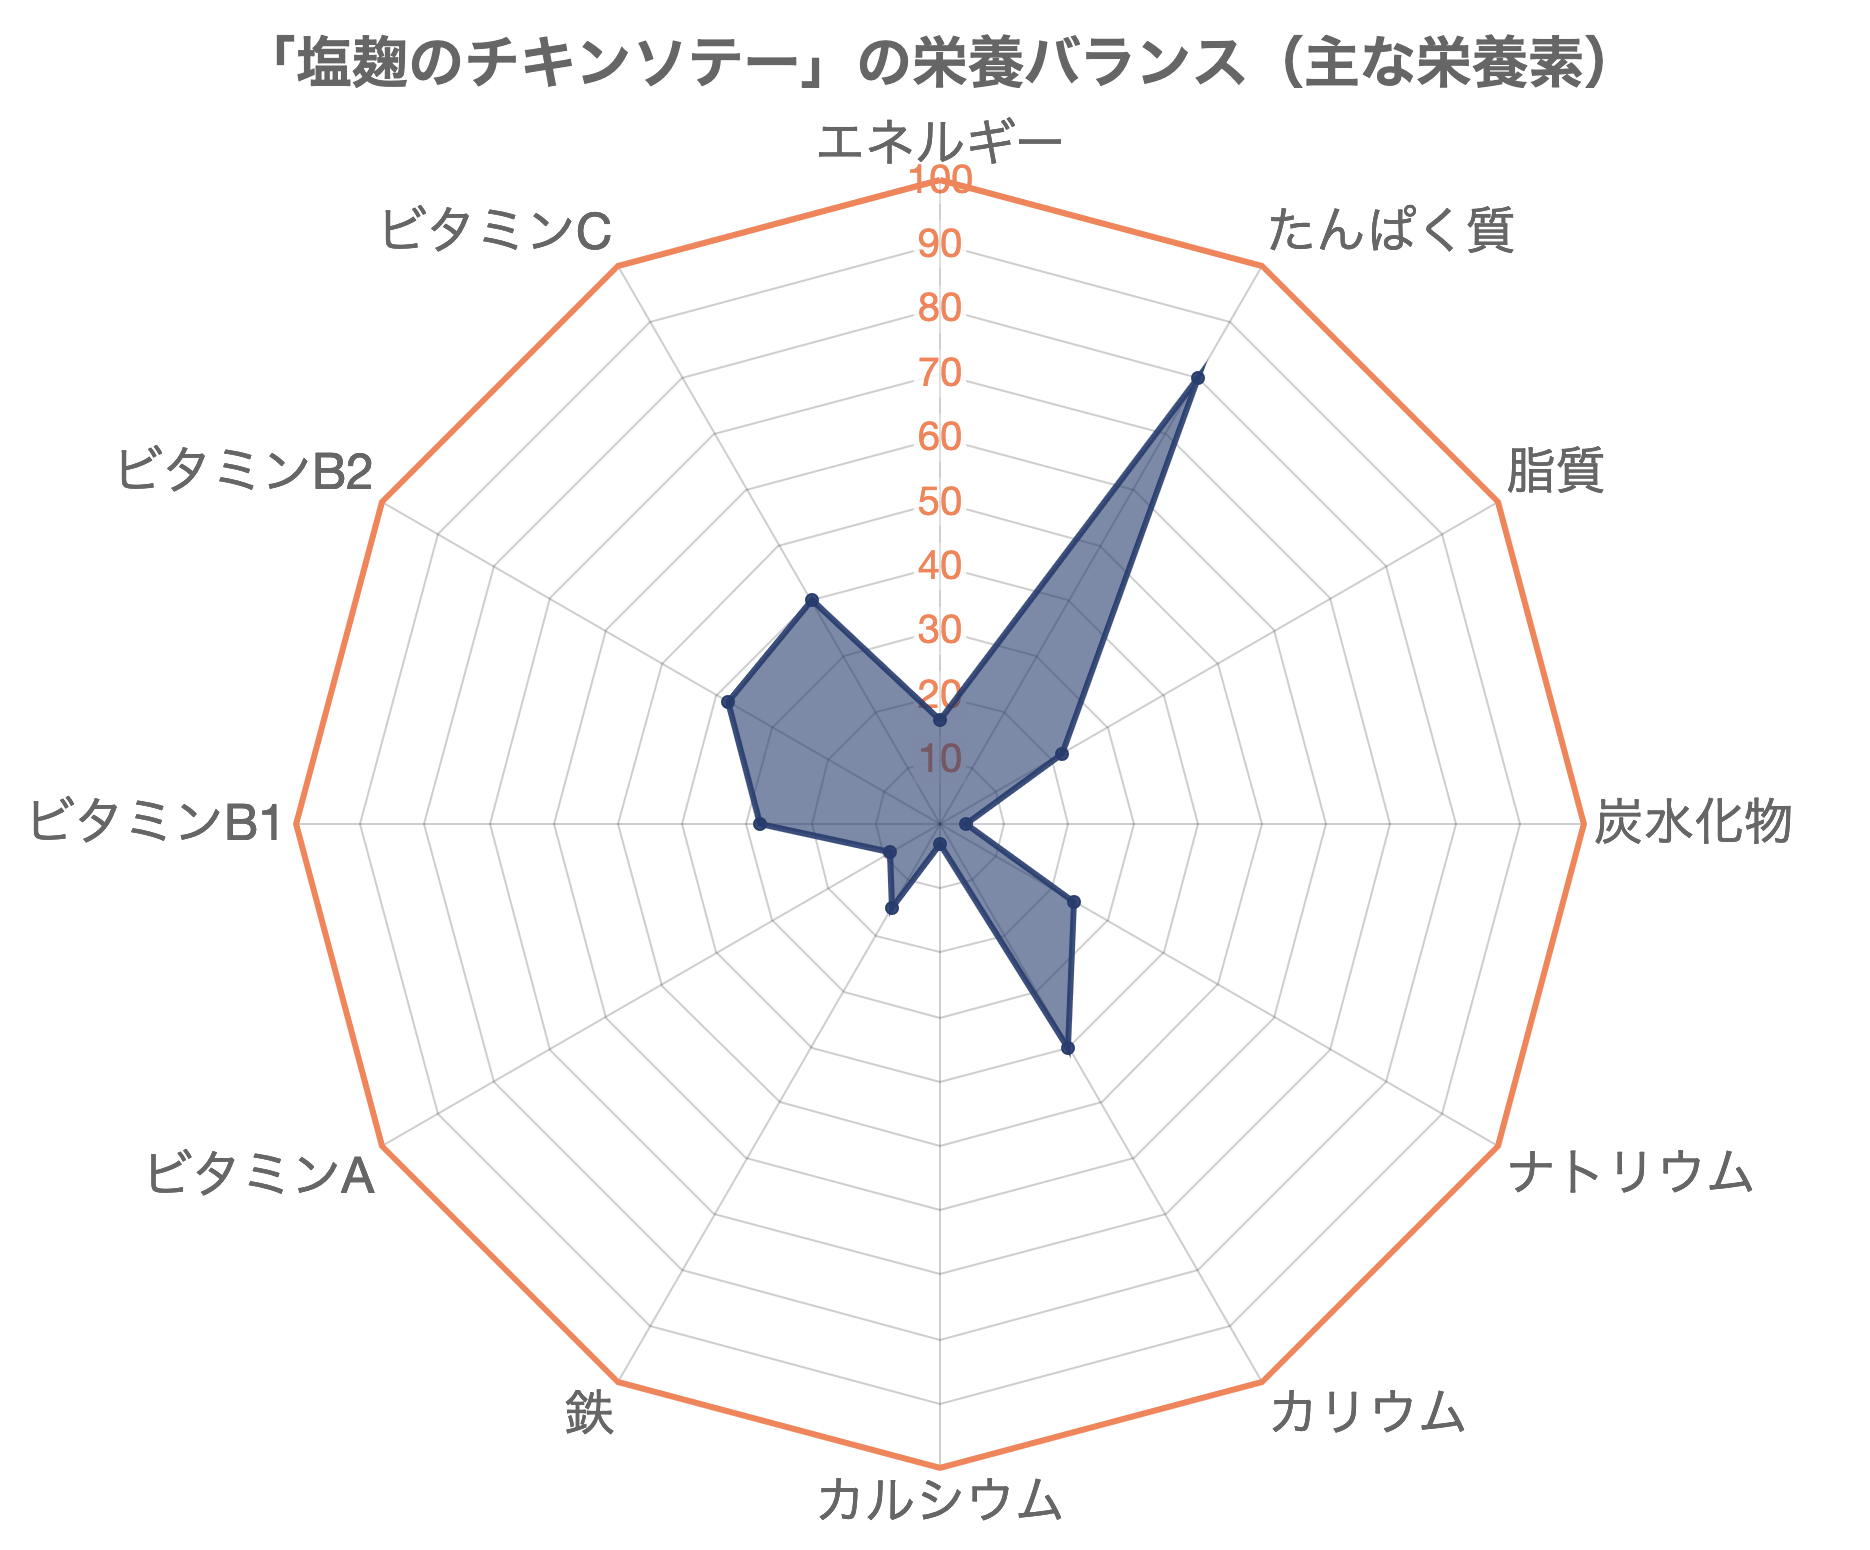 「塩麹のチキンソテー」の栄養バランス（主な栄養素）
エネルギー
たんぱく質
脂質
炭水化物
ナトリウム
カリウム
カルシウム
鉄
ビタミンA
ビタミンB1
ビタミンB2
ビタミンC
100
90
80
70
60
50
40
30
20
10